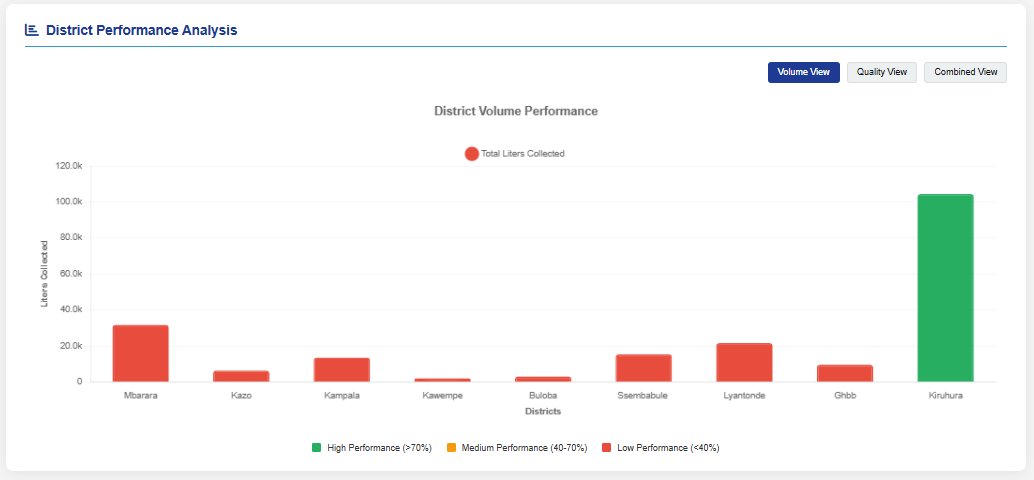 District Performance Analysis
Volume View Quality View Combined View
District Volume Performance
Total Liters Collected
120.0k
100.0k
80.0k
60.0k
40.0k
20.0k
0
Liters Collected
Mbarara Kazo Kampala Kawempe Buloba Ssembabule Lyantonde Ghbb Kiruhura
Districts
High Performance (>70%) Medium Performance (40-70%) Low Performance (<40%)